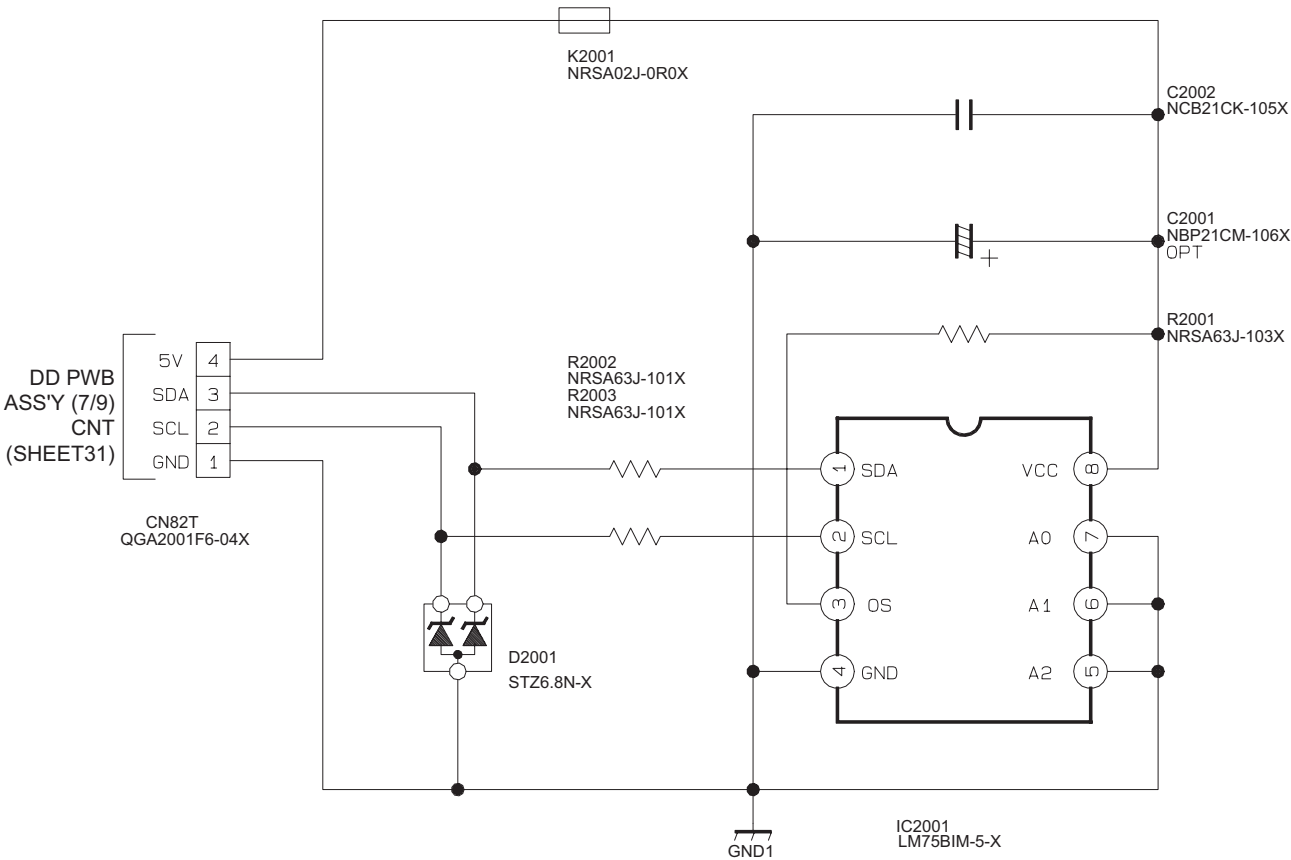 K2001
NRSA02J-0R0X
C2002
NCB21CK-105X
C2001
NBP21CM-106X
OPT
+
R2001
NRSA63J-103X
R2002
NRSA63J-101X
R2003
NRSA63J-101X
DD PWB
ASS'Y (7/9)
CNT
(SHEET31)
5V 4
SDA 3
SCL 2
GND 1
CN82T
QGA2001F6-04X
1 SDA VCC 8
2 SCL A0 7
3 OS A1 6
4 GND A2 5
D2001
STZ6.8N-X
IC2001
LM75BIM-5-X
GND1